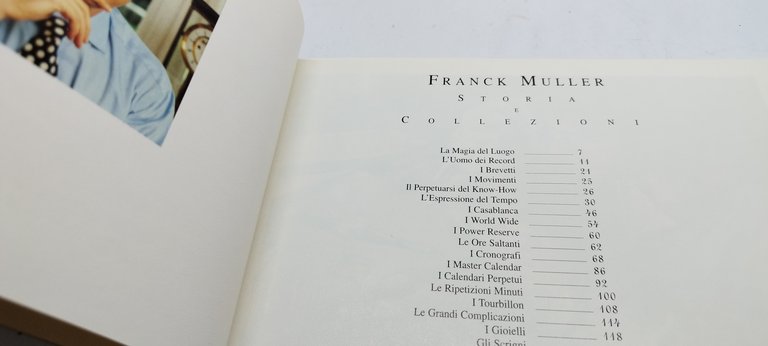 FRANCK MULLER
STORIA
E
COLLEZIONI
La Magia del Luogo 7
L'Uomo dei Record 11
I Brevetti 21
I Movimenti 25
Il Perpetuarsi del Know-How 26
L'Espressione del Tempo 30
I Casablanca 46
I World Wide 54
I Power Reserve 60
Le Ore Saltanti 62
I Cronografi 68
I Master Calendar 86
I Calendari Perpetui 92
Le Ripetizioni Minuti 100
I Tourbillon 108
Le Grandi Complicazioni 114
I Gioielli 118
Gli Scrigni